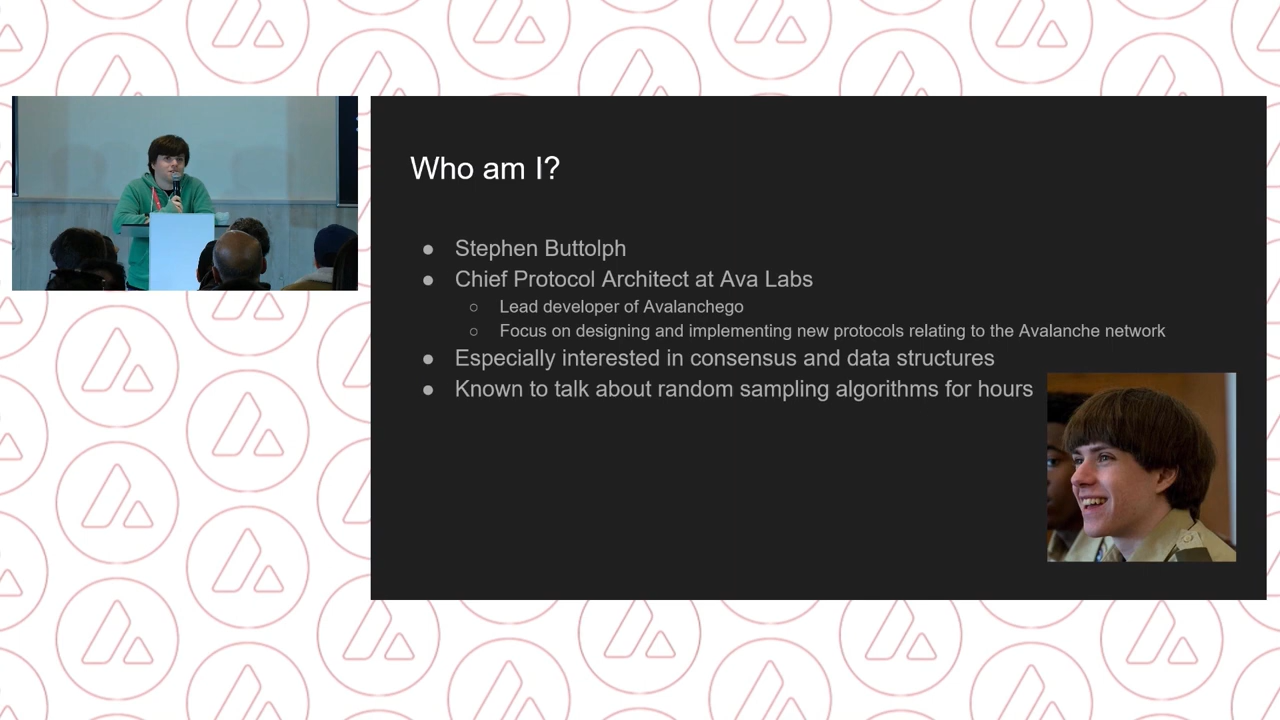 Who am I?
Stephen Buttolph
Chief Protocol Architect at Ava Labs
Lead developer of Avalanchego
Focus on designing and implementing new protocols relating to the Avalanche network
Especially interested in consensus and data structures
Known to talk about random sampling algorithms for hours